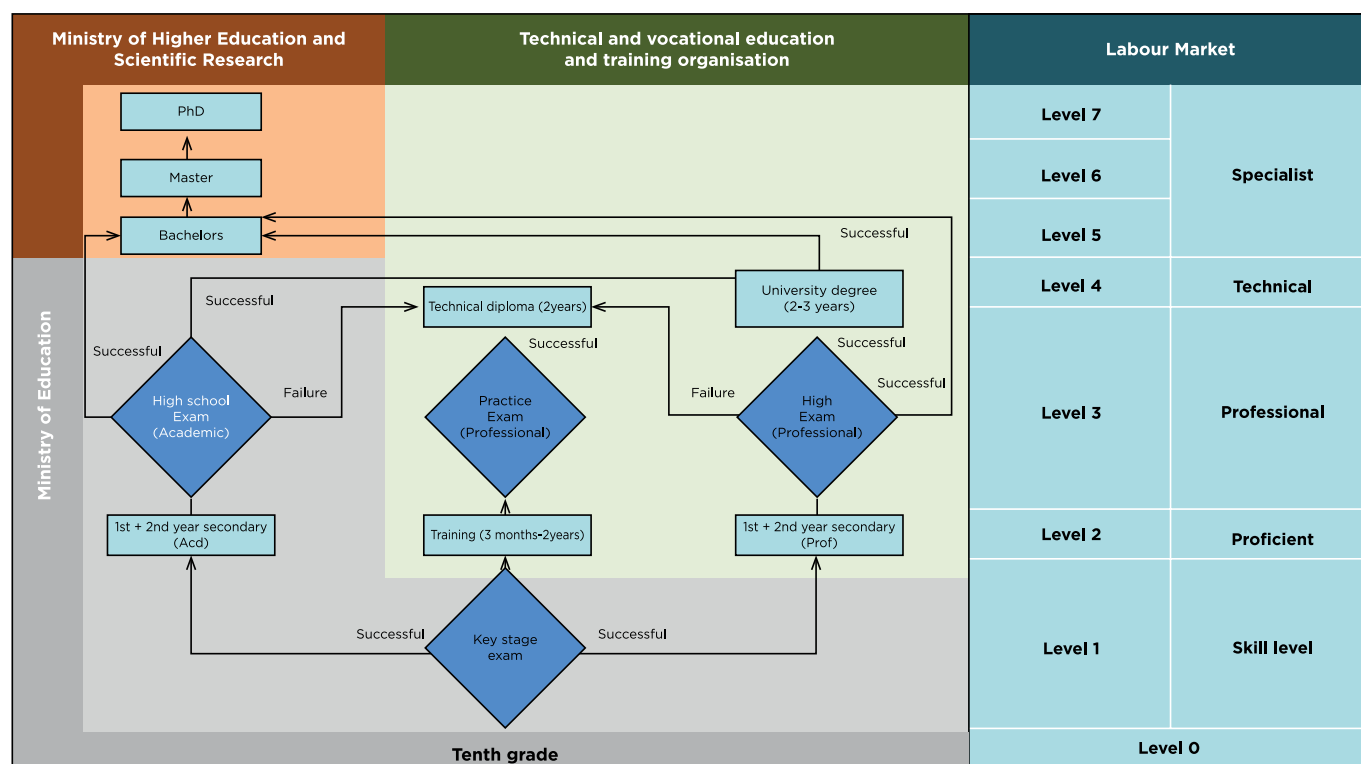 Ministry of Higher Education and
Scientific Research
Technical and vocational education
and training organisation
Labour Market
PhD
Level 7
Master
Level 6
Specialist
Bachelors
Successful
Level 5
Successful
Technical diploma (2years)
University degree
(2-3 years)
Level 4
Technical
Successful
Successful
Successful
Ministry of Education
High school
Exam
(Academic)
Failure
Practice
Exam
(Professional)
Failure
High
Exam
(Professional)
Successful
Level 3
Professional
1st + 2nd year secondary
(Acd)
Training (3 months-2years)
1st + 2nd year secondary
(Prof)
Level 2
Proficient
Successful
Key stage
exam
Successful
Level 1
Skill level
Tenth grade
Level 0